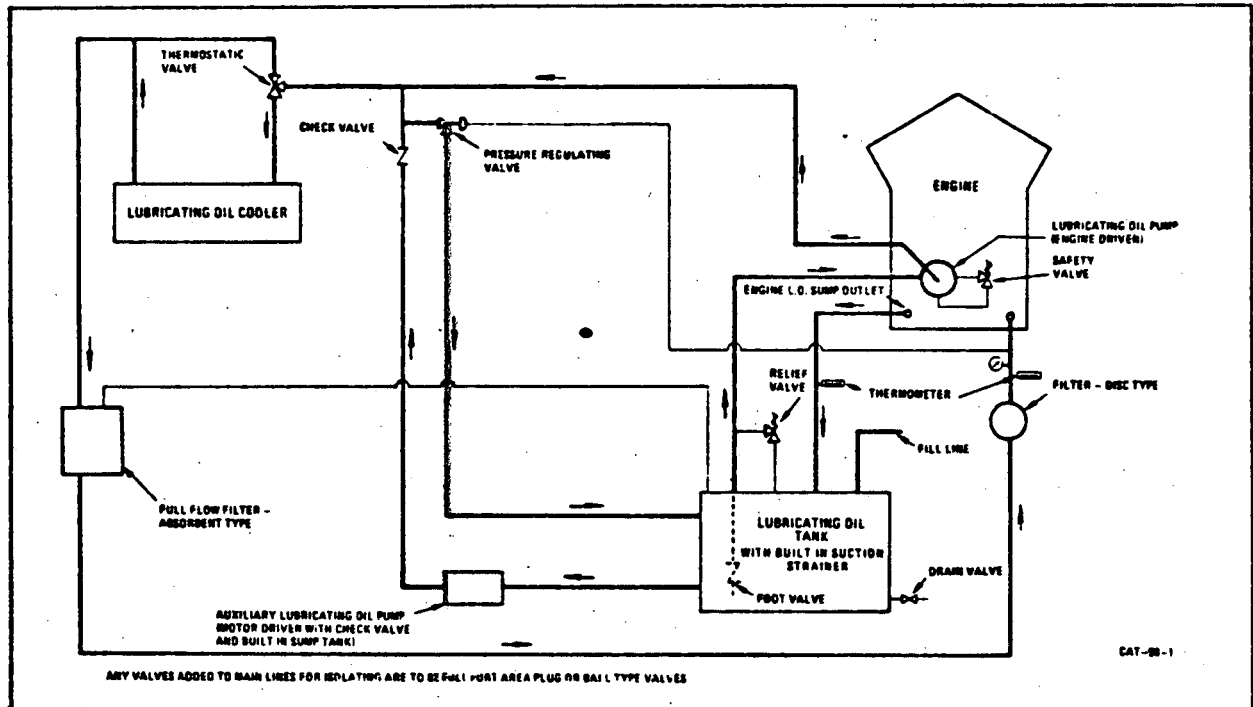 THERMOSTATIC
VALVE
CHECK VALVE
PRESSURE REGULATING
VALVE
LUBRICATING OIL COOLER
ENGINE
LUBRICATING OIL PUMP
(ENGINE DRIVEN)
SAFETY
VALVE
ENGINE L.O. SUMP OUTLET
RELIEF
VALVE
THERMOMETER
FILTER - DISC TYPE
FILL LINE
FULL FLOW FILTER -
ABSORBENT TYPE
LUBRICATING OIL
TANK
WITH BUILT IN SUCTION
STRAINER
FOOT VALVE
DRAIN VALVE
AUXILIARY LUBRICATING OIL PUMP
(MOTOR DRIVEN WITH CHECK VALVE
AND BUILT IN SUMP TANK)
ANY VALVES ADDED TO MAIN LINES FOR ISOLATING ARE TO BE FULL PORT AREA PLUG OR BALL TYPE VALVES